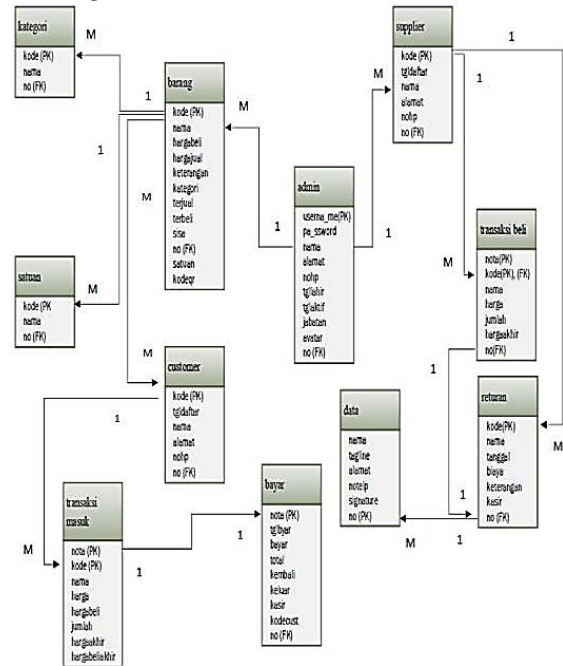 kategori
kode (PK)
nama
no (FK)
M
1
1
M
M
barang
kode (PK)
nama
hargabeli
hargajual
keterangan
kategori
terjual
terbeli
sisa
no (FK)
satuan
kodeqr
M
1
satuan
kode (PK
nama
no (FK)
M
admin
userna_me(PK)
pa_ssword
nama
alamat
nohp
tgllahir
tglaktif
jabatan
avatar
no (FK)
1
M
supplier
kode (PK)
tgldaftar
nama
alamat
nohp
no (FK)
1
1
M
M
transaksi beli
nota(PK)
kode(PK), (FK)
nama
harga
jumlah
hargaakhir
no(FK)
1
1
customer
kode (PK)
tgldaftar
nama
alamat
nohp
no (FK)
1
M
transaksi
masuk
nota (PK)
kode (PK)
nama
harga
hargabeli
jumlah
hargaakhir
hargabeliakhir
1
1
bayar
nota (PK)
tglbyar
bayar
total
kembali
keluar
kasir
kodecust
no (FK)
data
nama
tagline
alamat
notelp
signature
no (PK)
M
1
returan
kode(PK)
nama
tanggal
biaya
keterangan
kasir
no (FK)